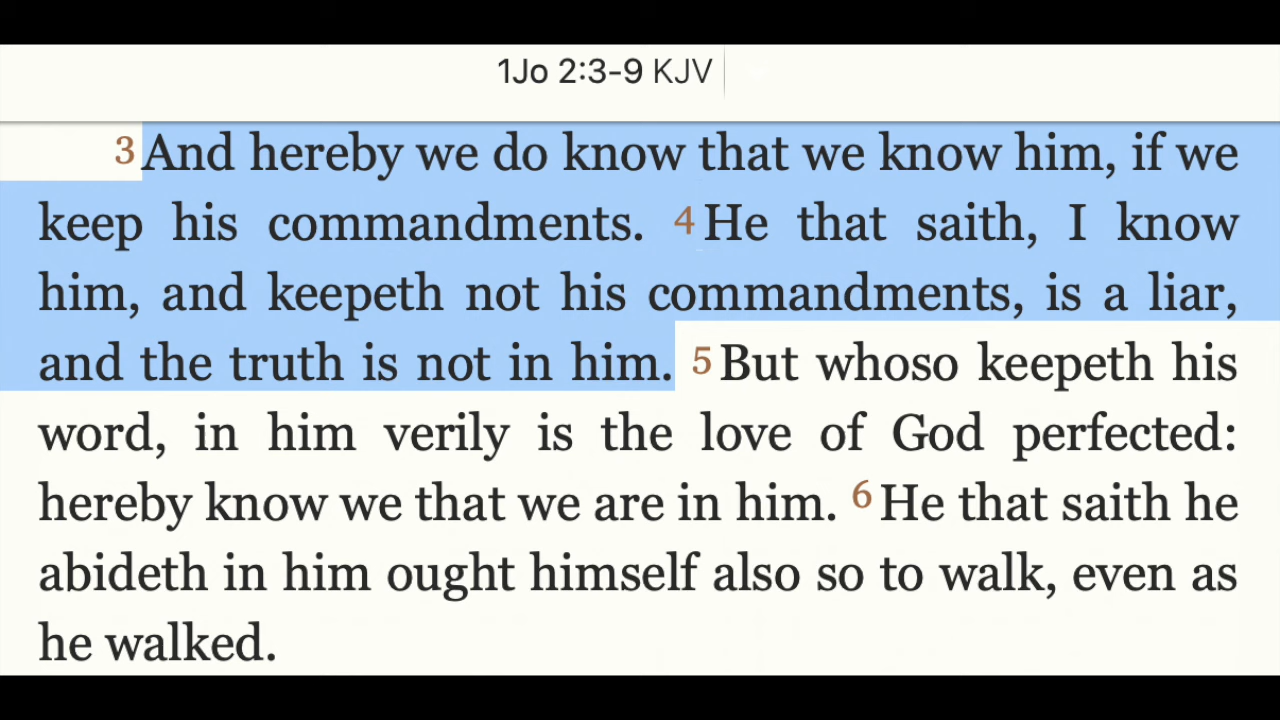 1Jo 2:3-9 KJV
3 And hereby we do know that we know him, if we
keep his commandments. 4 He that saith, I know
him, and keepeth not his commandments, is a liar,
and the truth is not in him. 5 But whoso keepeth his
word, in him verily is the love of God perfected:
hereby know we that we are in him. 6 He that saith he
abideth in him ought himself also so to walk, even as
he walked.